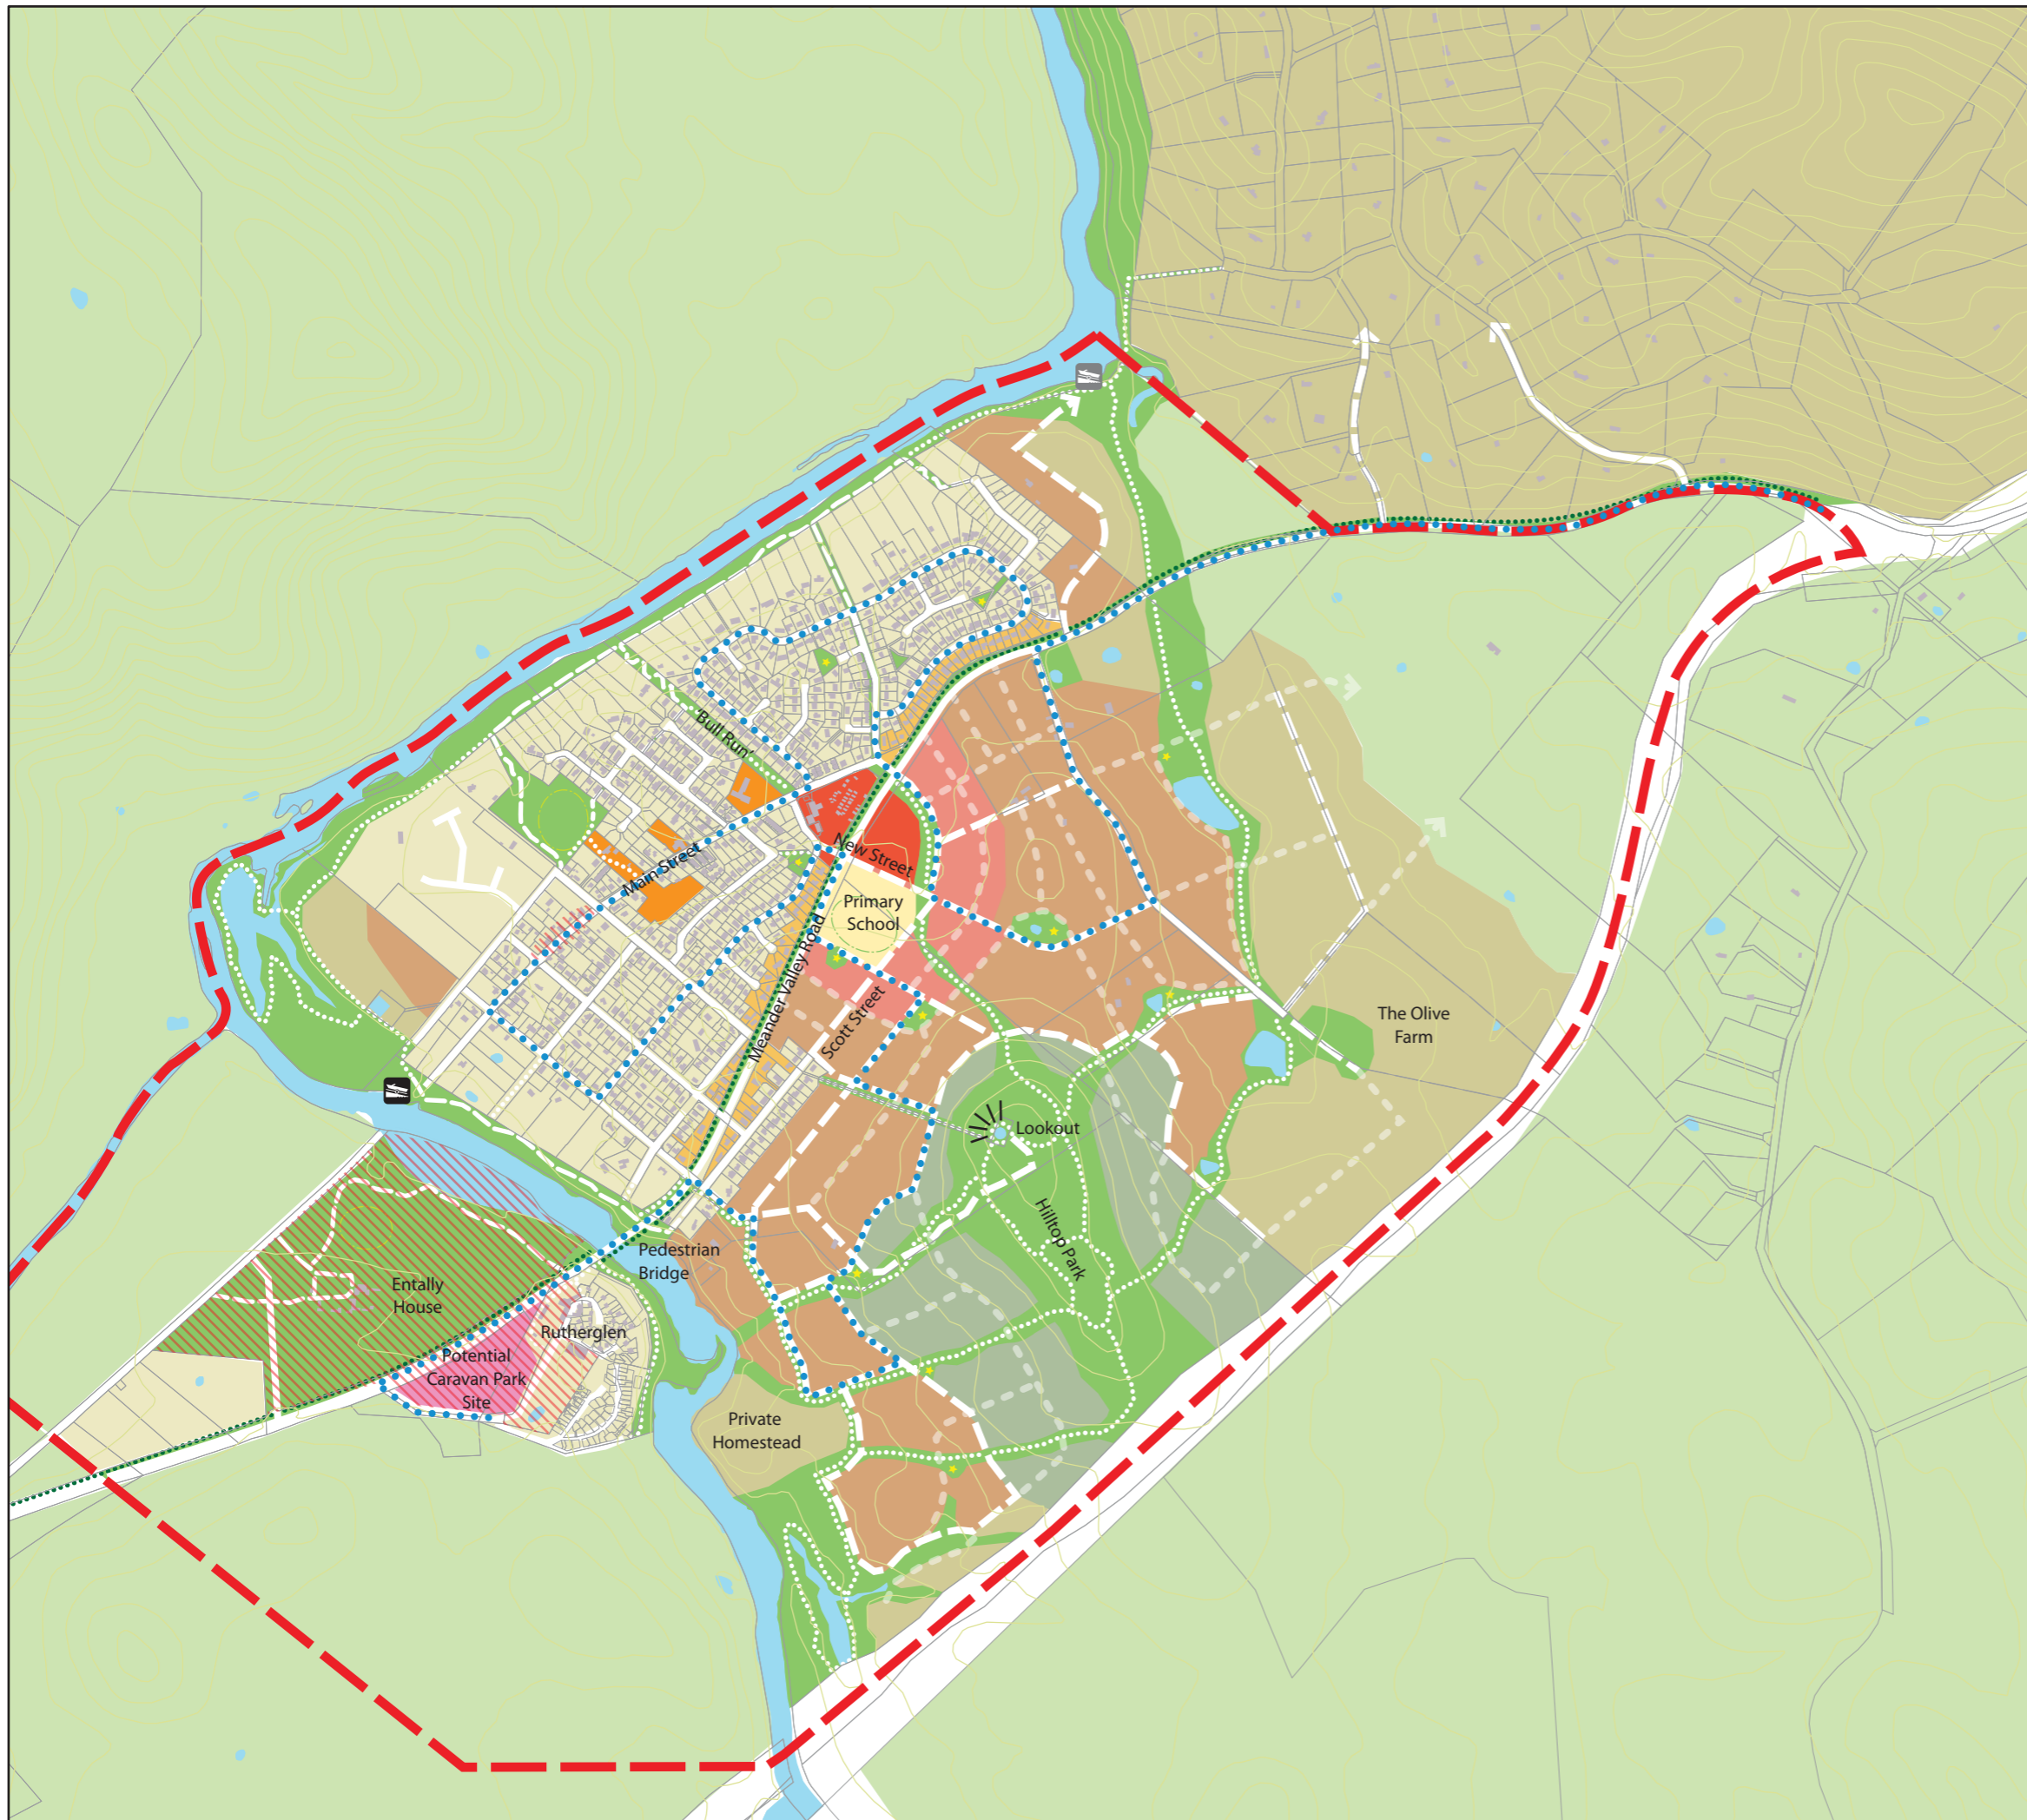 'Bull Run'
New Street
Main Street
Primary
School
Meander Valley Road
Scott Street
The Olive
Farm
Lookout
Hilltop Park
Pedestrian
Bridge
Entally
House
Rutherglen
Potential
Caravan Park
Site
Private
Homestead